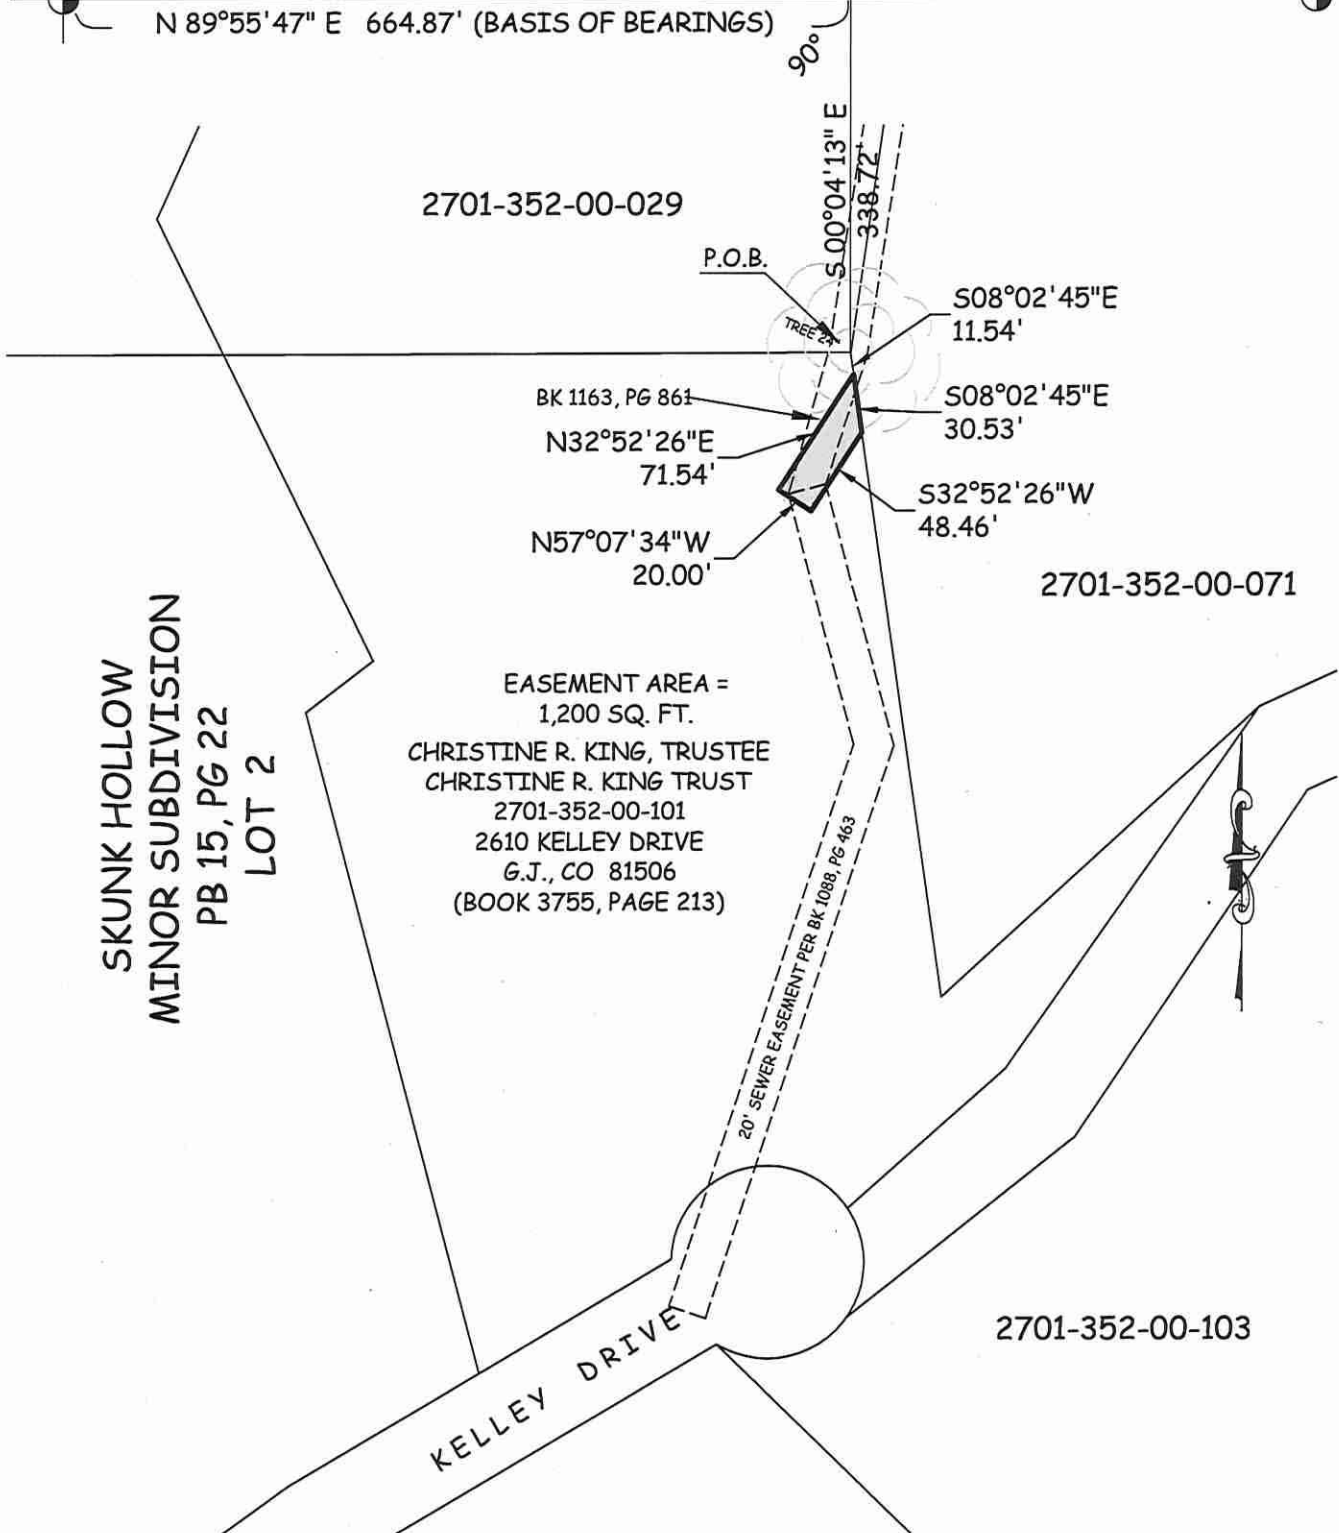 N 89°55'47" E 664.87' (BASIS OF BEARINGS)
90°
S 00°04'13" E
338.72'
2701-352-00-029
P.O.B.
TREE 24
S08°02'45"E
11.54'
BK 1163, PG 861
S08°02'45"E
30.53'
N32°52'26"E
71.54'
S32°52'26"W
48.46'
N57°07'34"W
20.00'
2701-352-00-071
SKUNK HOLLOW
MINOR SUBDIVISION
PB 15, PG 22
LOT 2
EASEMENT AREA =
1,200 SQ. FT.
CHRISTINE R. KING, TRUSTEE
CHRISTINE R. KING TRUST
2701-352-00-101
2610 KELLEY DRIVE
G.J., CO 81506
(BOOK 3755, PAGE 213)
20' SEWER EASEMENT PER BK 1088, PG 463
2701-352-00-103
KELLEY DRIVE